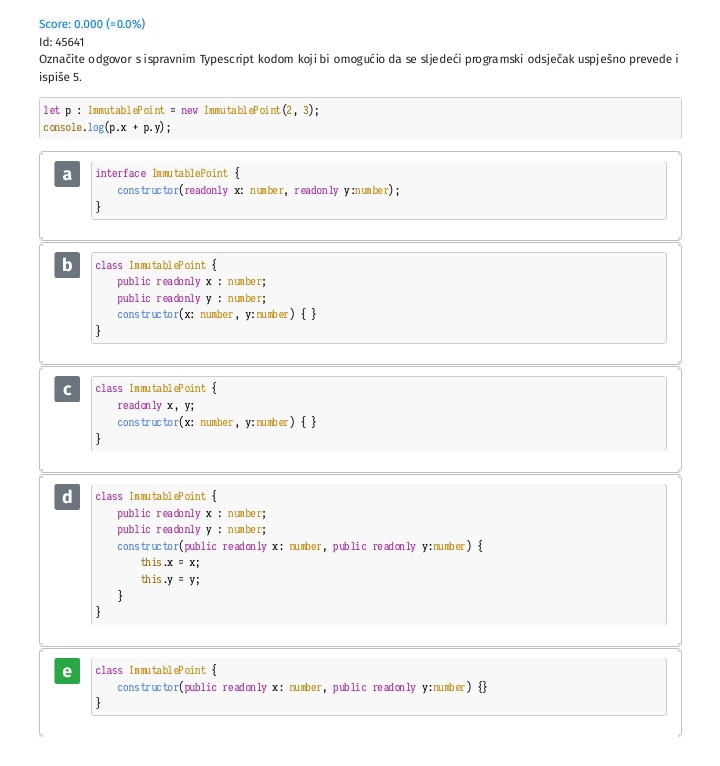 Score: 0.000 (=0.0%)
Id: 45641
Označite odgovor s ispravnim Typescript kodom koji bi omogućio da se sljedeći programski odsječak uspješno prevede i
ispiše 5.
let p : ImmutablePoint = new ImmutablePoint(2, 3);
console.log(p.x + p.y);
a
interface ImmutablePoint {
    constructor(readonly x: number, readonly y:number);
}
b
class ImmutablePoint {
    public readonly x : number;
    public readonly y : number;
    constructor(x: number, y:number) { }
}
c
class ImmutablePoint {
    readonly x, y;
    constructor(x: number, y:number) { }
}
d
class ImmutablePoint {
    public readonly x : number;
    public readonly y : number;
    constructor(public readonly x: number, public readonly y:number) {
        this.x = x;
        this.y = y;
    }
}
e
class ImmutablePoint {
    constructor(public readonly x: number, public readonly y:number) {}
}